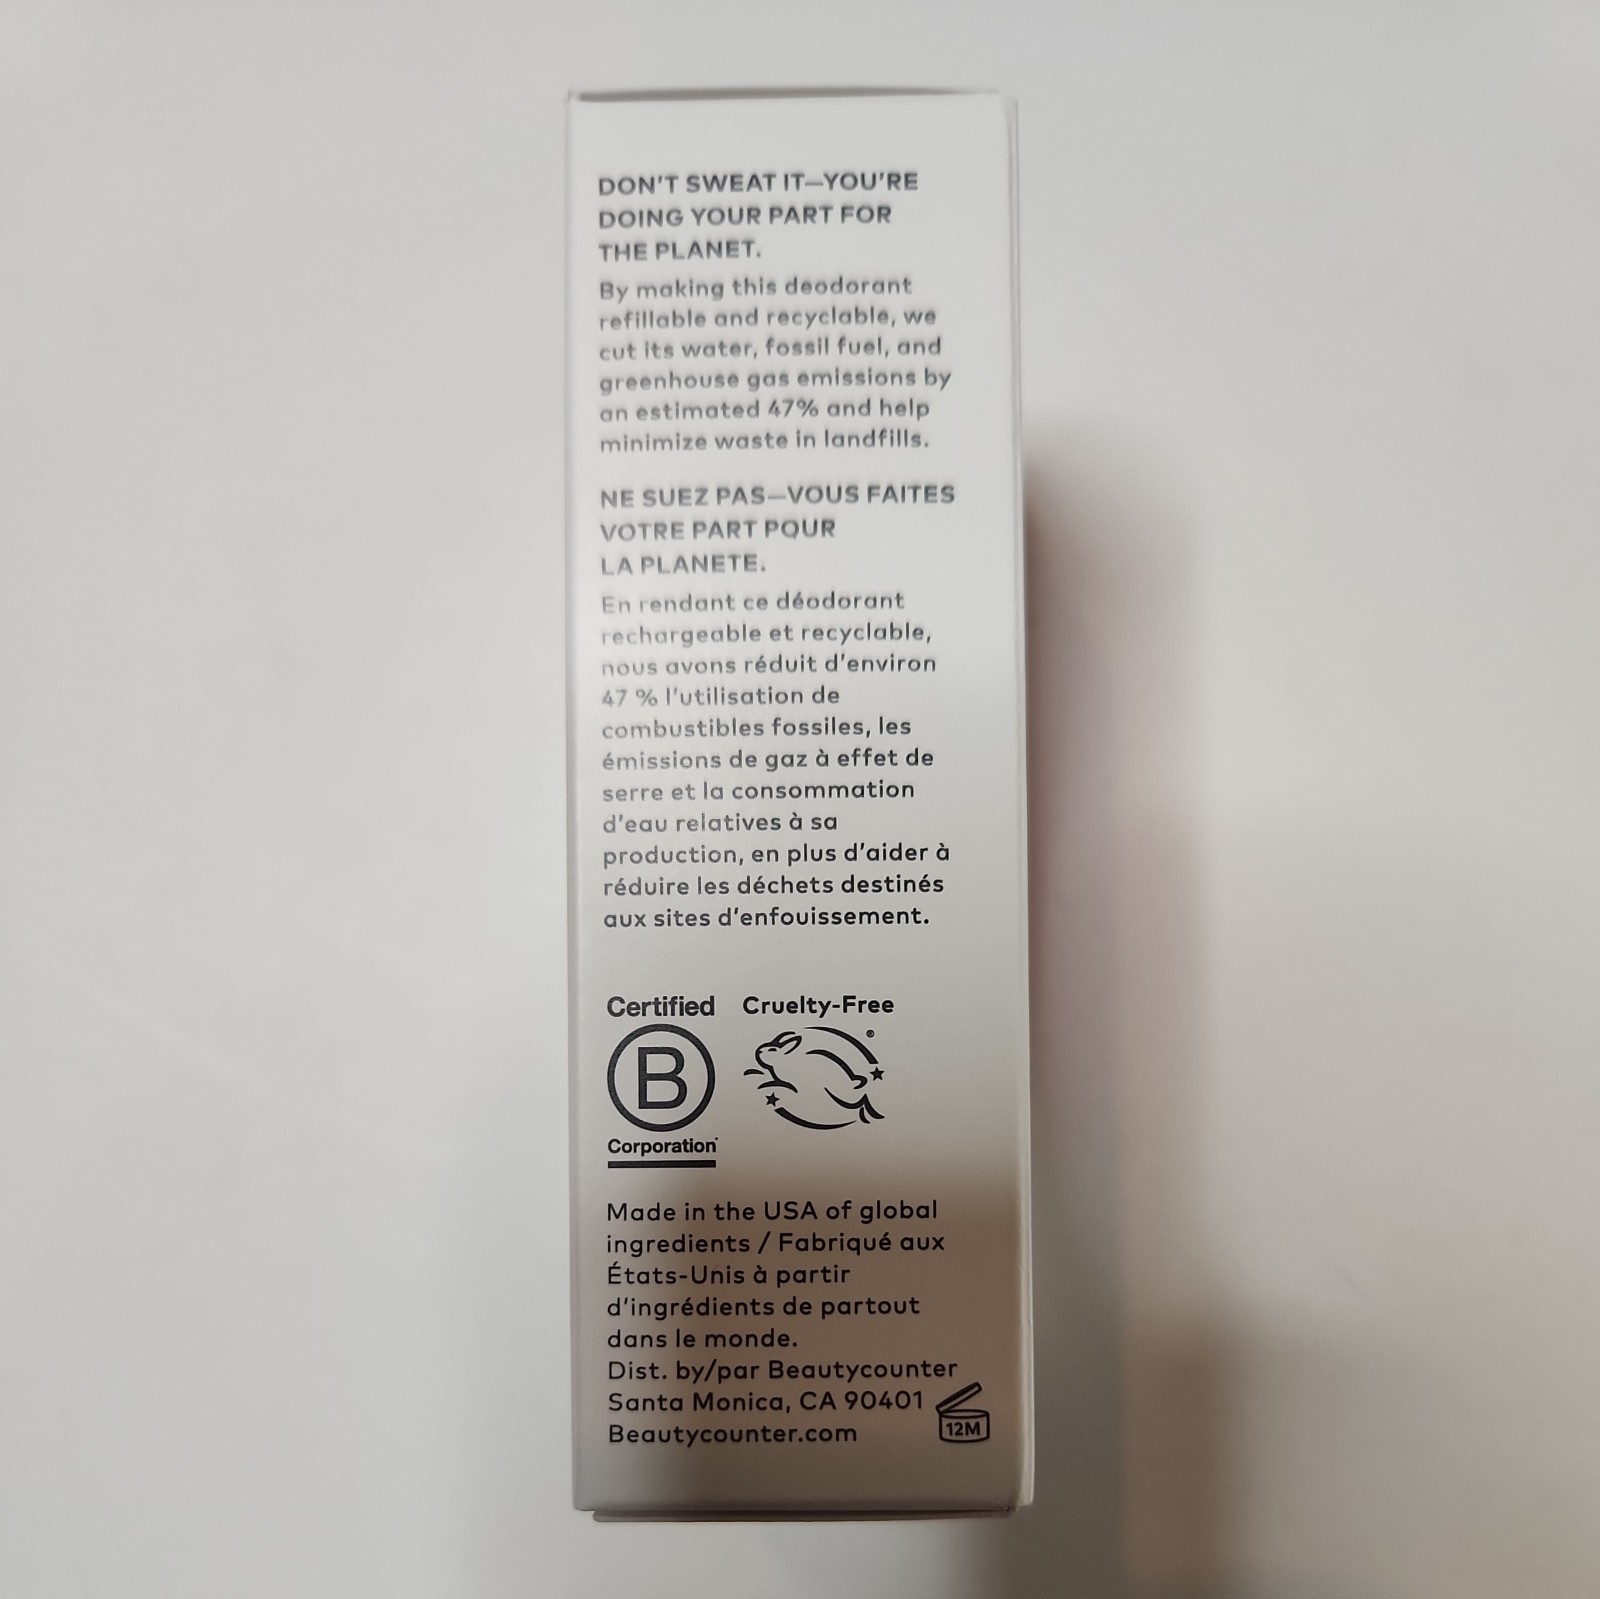 DON'T SWEAT IT—YOU'RE
DOING YOUR PART FOR
THE PLANET.
By making this deodorant
refillable and recyclable, we
cut its water, fossil fuel, and
greenhouse gas emissions by
an estimated 47% and help
minimize waste in landfills.
NE SUEZ PAS—VOUS FAITES
VOTRE PART POUR
LA PLANETE.
En rendant ce déodorant
rechargeable et recyclable,
nous avons réduit d'environ
47 % l'utilisation de
combustibles fossiles, les
émissions de gaz à effet de
serre et la consommation
d'eau relatives à sa
production, en plus d'aider à
réduire les déchets destinés
aux sites d'enfouissement.
Certified Cruelty-Free
B ®
Corporation
Made in the USA of global
ingredients / Fabriqué aux
États-Unis à partir
d'ingrédients de partout
dans le monde.
Dist. by/par Beautycounter
Santa Monica, CA 90401
Beautycounter.com 12M